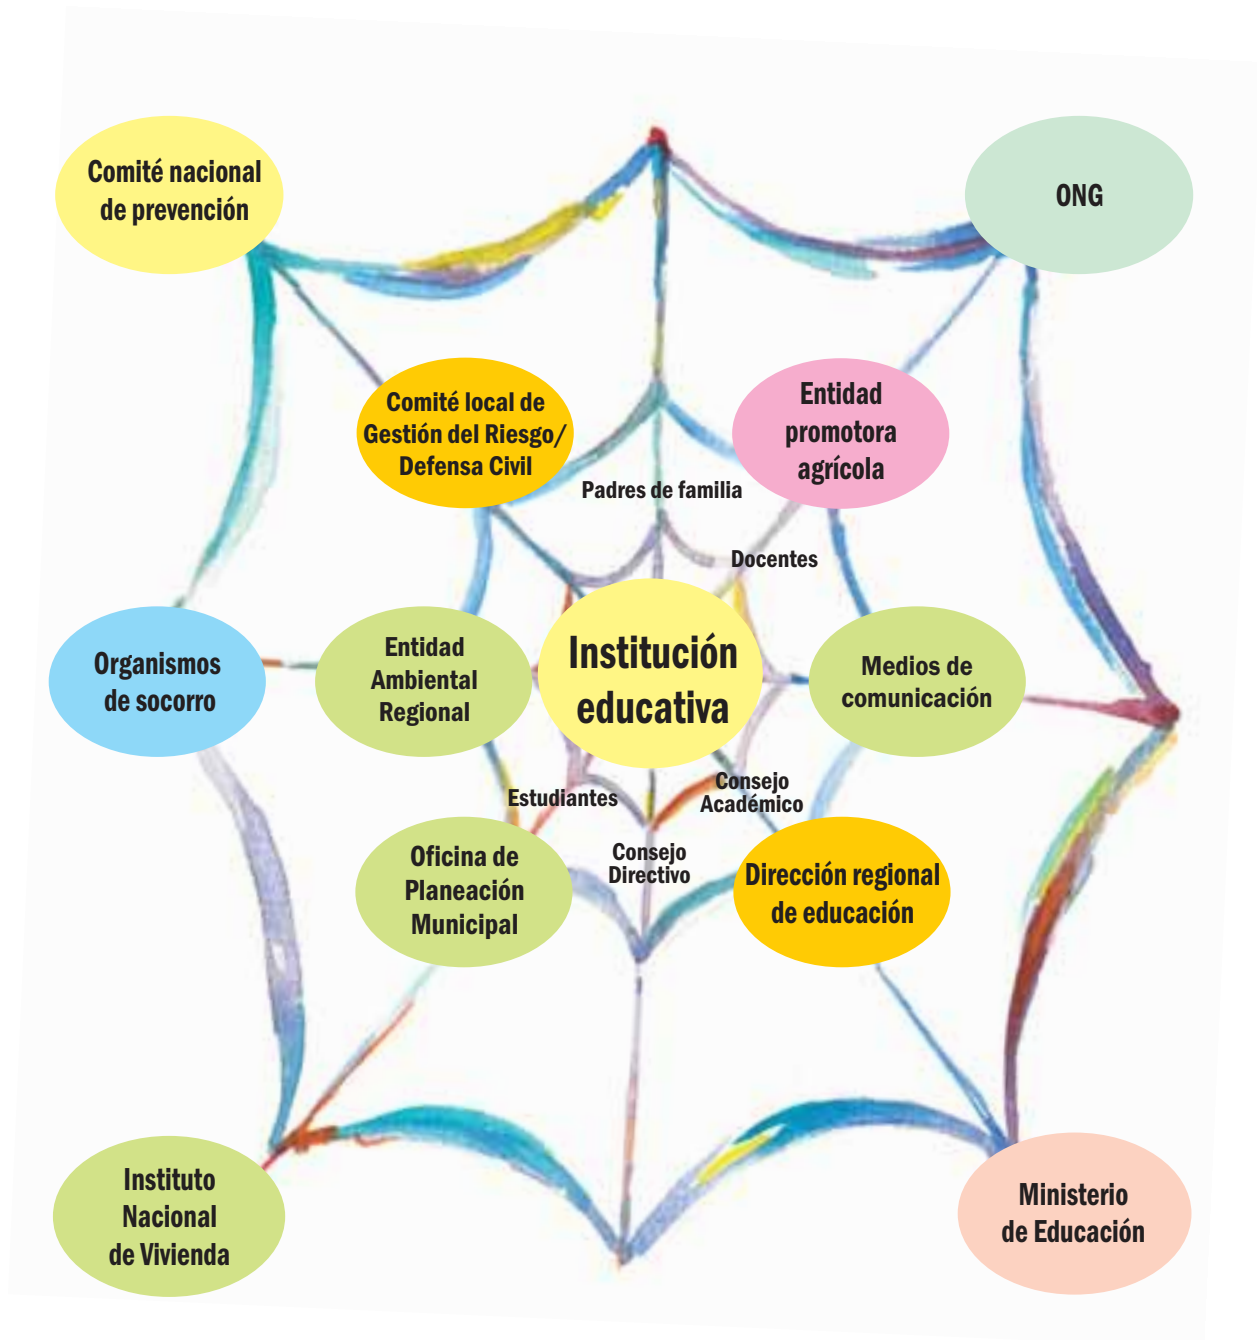 Comité nacional
de prevención
ONG
Comité local de
Gestión del Riesgo/
Defensa Civil
Entidad
promotora
agrícola
Padres de familia
Docentes
Organismos
de socorro
Entidad
Ambiental
Regional
Institución
educativa
Medios de
comunicación
Estudiantes
Consejo
Académico
Consejo
Directivo
Oficina de
Planeación
Municipal
Dirección regional
de educación
Instituto
Nacional
de Vivienda
Ministerio
de Educación